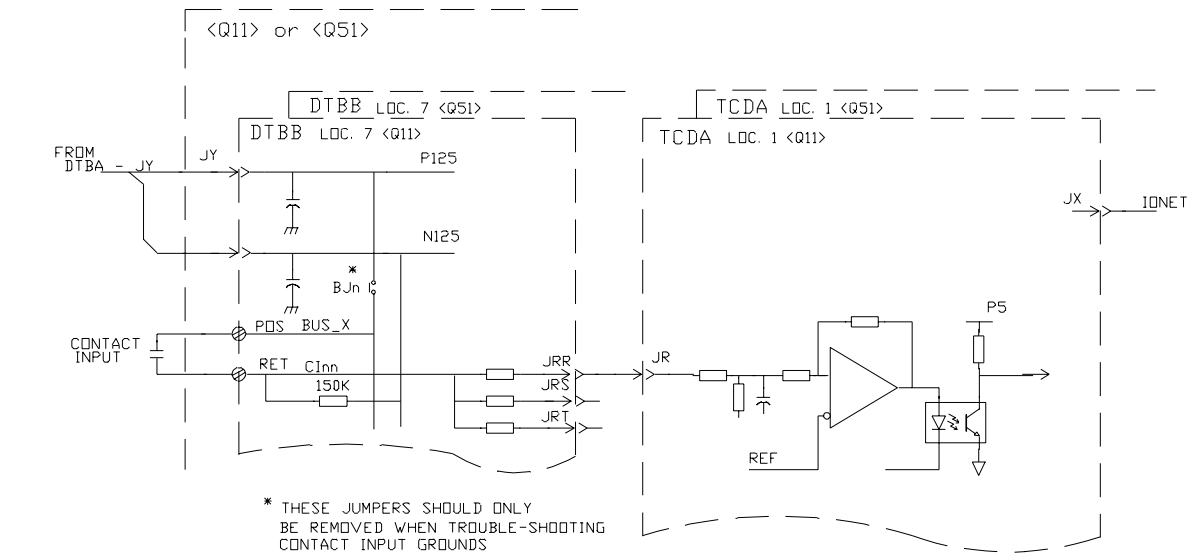 <Q11> or <Q51>
DTBB LOC. 7 <Q51>
TCDA LOC. 1 <Q51>
DTBB LOC. 7 <Q11>
TCDA LOC. 1 <Q11>
FROM
DTBA - JY
JY
P125
JX
IONET
N125
*
BJn
P5
POS BUS_X
CONTACT
INPUT
RET CInn
150K
JRR
JR
JRS
JRT
REF
* THESE JUMPERS SHOULD ONLY
BE REMOVED WHEN TROUBLE-SHOOTING
CONTACT INPUT GROUNDS